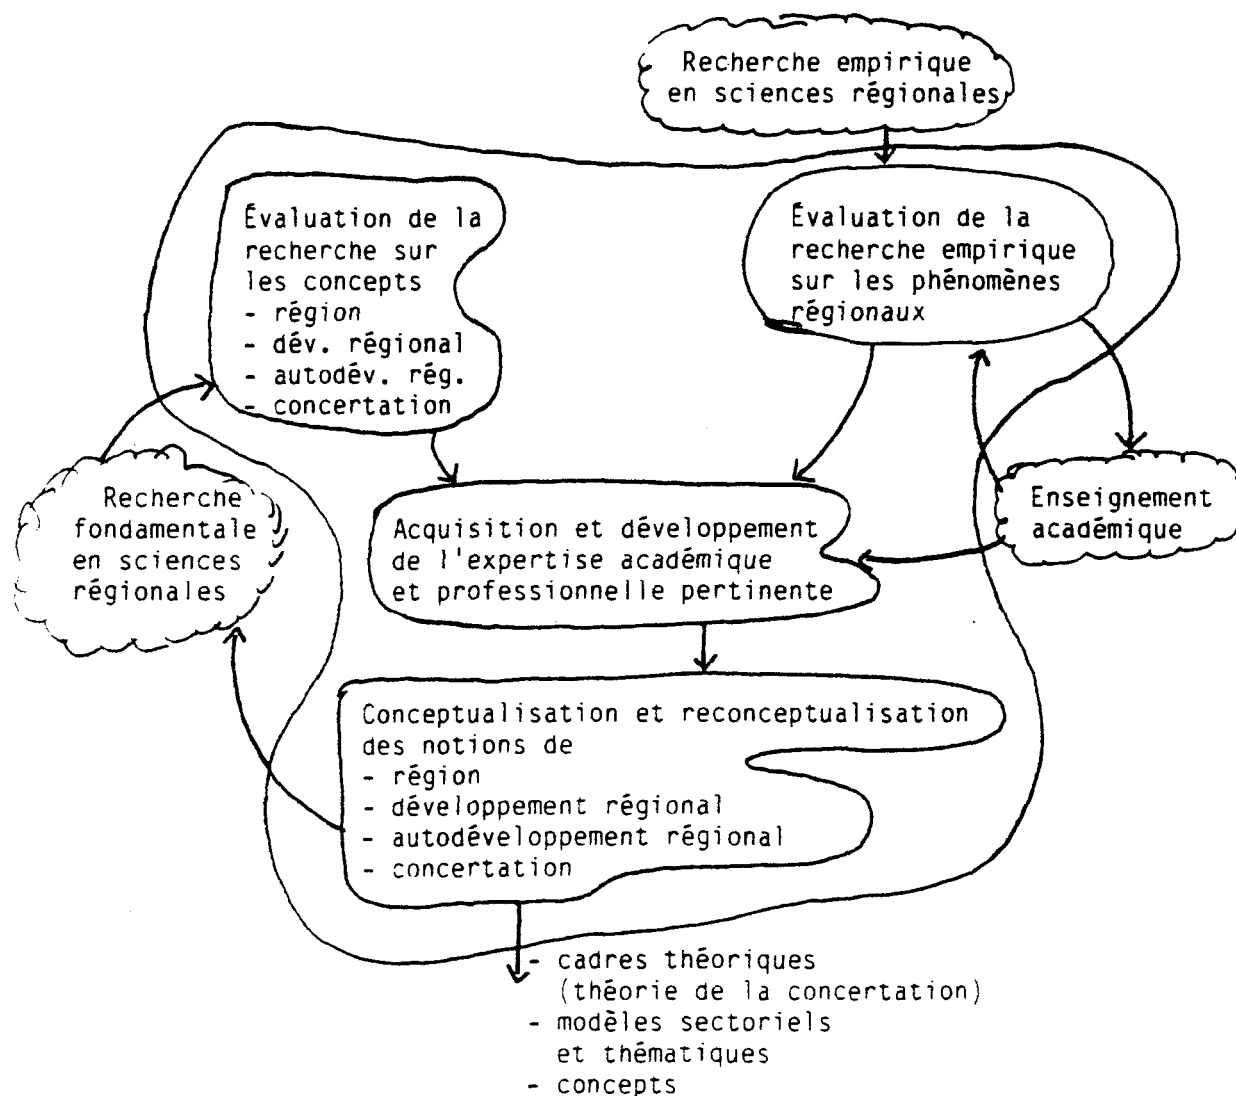 Recherche empirique
en sciences régionales
Évaluation de la
recherche sur
les concepts
- région
- dév. régional
- autodév. rég.
- concertation
Évaluation de la
recherche empirique
sur les phénomènes
régionaux
Recherche
fondamentale
en sciences
régionales
Acquisition et développement
de l'expertise académique
et professionnelle pertinente
Enseignement
académique
Conceptualisation et reconceptualisation
des notions de
- région
- développement régional
- autodéveloppement régional
- concertation
- cadres théoriques
(théorie de la concertation)
- modèles sectoriels
et thématiques
- concepts